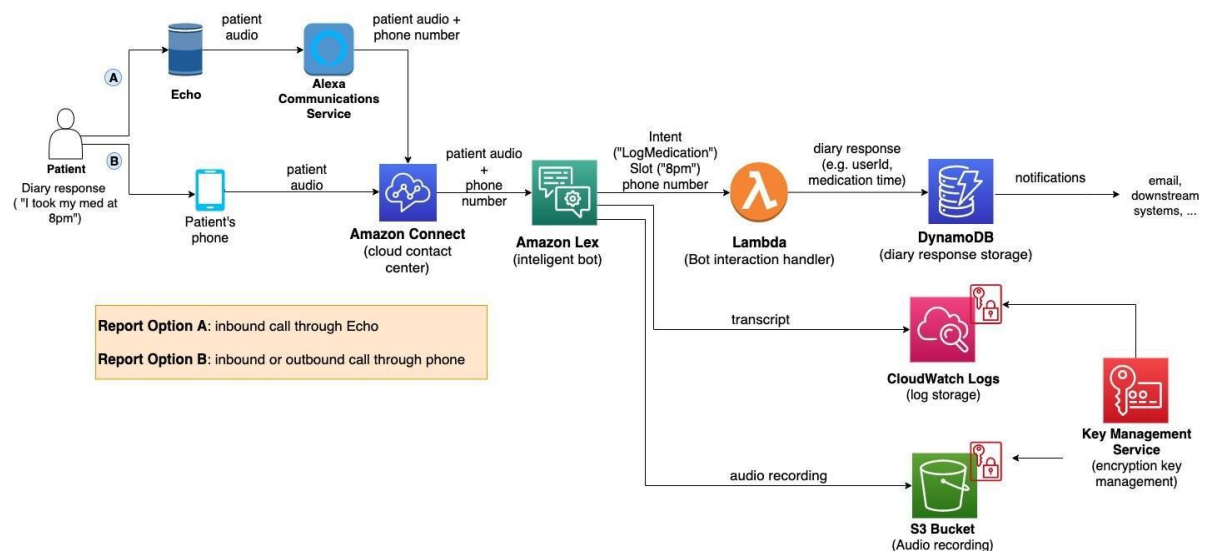 patient
audio
patient audio +
phone number
A
Echo
Alexa
Communications
Service
B
Patient
Diary response
( "I took my med at
8pm")
Patient's
phone
patient
audio
Amazon Connect
(cloud contact
center)
patient audio
+
phone
number
Amazon Lex
(inteligent bot)
Intent
("LogMedication")
Slot ("8pm")
phone number
Lambda
(Bot interaction handler)
diary response
(e.g. userId,
medication time)
DynamoDB
(diary response storage)
notifications
email,
downstream
systems, ...
Report Option A: inbound call through Echo
Report Option B: inbound or outbound call through phone
transcript
CloudWatch Logs
(log storage)
Key Management
Service
(encryption key
management)
audio recording
S3 Bucket
(Audio recording)